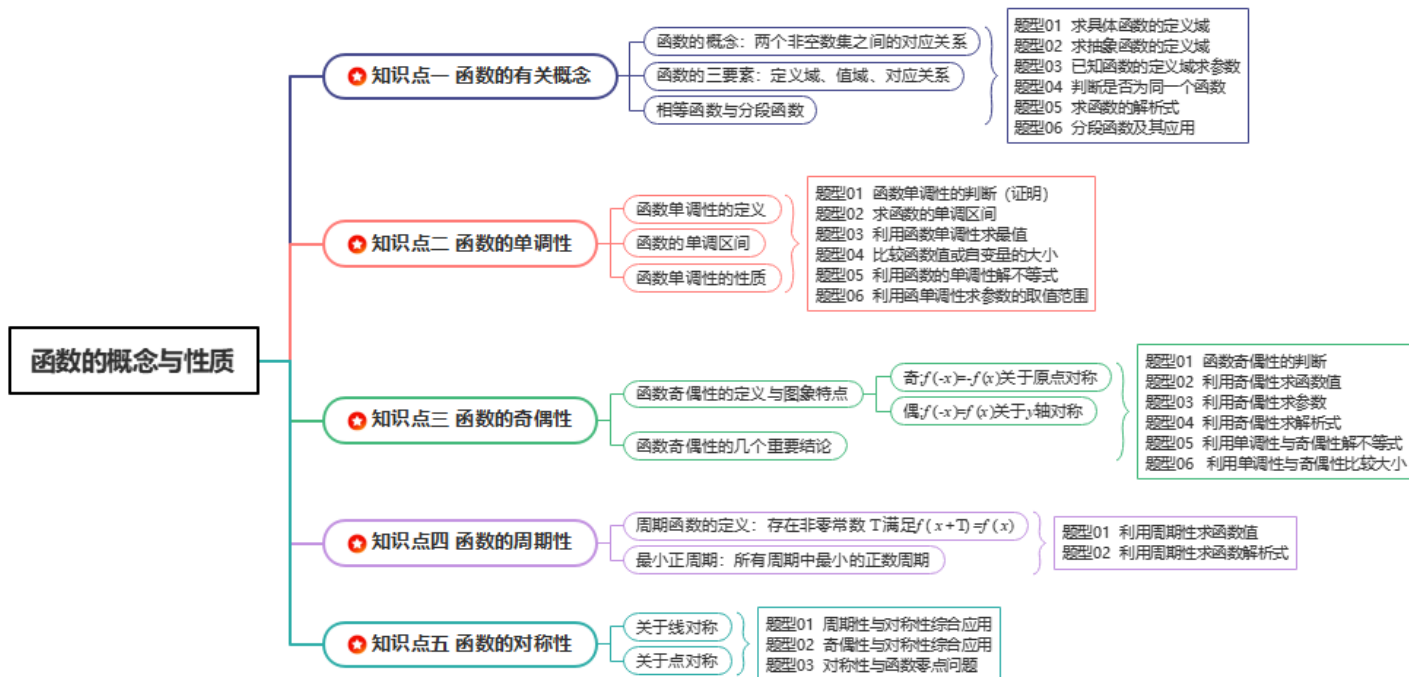 函数的概念与性质
知识点一 函数的有关概念
函数的概念：两个非空数集之间的对应关系
函数的三要素：定义域、值域、对应关系
相等函数与分段函数
题型01 求具体函数的定义域
题型02 求抽象函数的定义域
题型03 已知函数的定义域求参数
题型04 判断是否为同一个函数
题型05 求函数的解析式
题型06 分段函数及其应用
知识点二 函数的单调性
函数单调性的定义
函数的单调区间
函数单调性的性质
题型01 函数单调性的判断（证明）
题型02 求函数的单调区间
题型03 利用函数单调性求最值
题型04 比较函数值或自变量的大小
题型05 利用函数的单调性解不等式
题型06 利用函单调性求参数的取值范围
知识点三 函数的奇偶性
函数奇偶性的定义与图象特点
奇:f(-x)=-f(x)关于原点对称
偶:f(-x)=f(x)关于y轴对称
函数奇偶性的几个重要结论
题型01 函数奇偶性的判断
题型02 利用奇偶性求函数值
题型03 利用奇偶性求参数
题型04 利用奇偶性求解析式
题型05 利用单调性与奇偶性解不等式
题型06 利用单调性与奇偶性比较大小
知识点四 函数的周期性
周期函数的定义：存在非零常数 T满足f(x+T)=f(x)
最小正周期：所有周期中最小的正数周期
题型01 利用周期性求函数值
题型02 利用周期性求函数解析式
知识点五 函数的对称性
关于线对称
关于点对称
题型01 周期性与对称性综合应用
题型02 奇偶性与对称性综合应用
题型03 对称性与函数零点问题